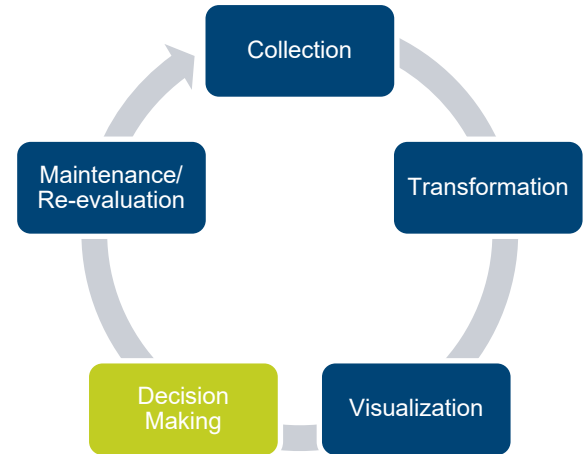 Collection
Transformation
Visualization
Decision
Making
Maintenance/
Re-evaluation